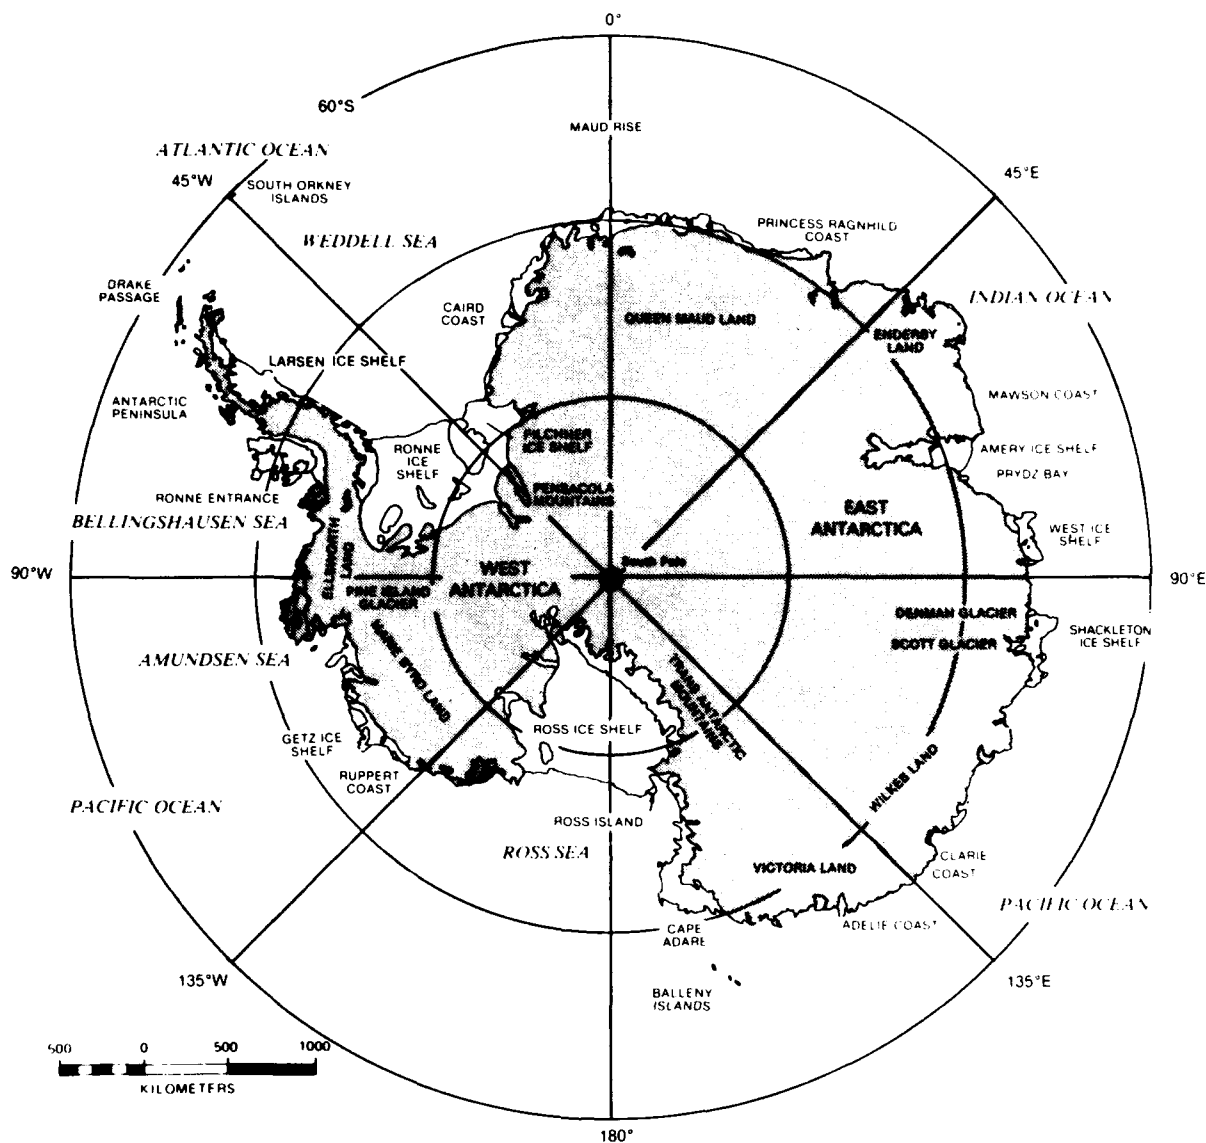 0°
60°S
MAUD RISE
ATLANTIC OCEAN
45°W
45°E
SOUTH ORKNEY
ISLANDS
PRINCESS RAGNHILD
COAST
WEDDELL SEA
DRAKE
PASSAGE
CAIRD
COAST
INDIAN OCEAN
QUEEN MAUD LAND
ENDERBY
LAND
LARSEN ICE SHELF
MAWSON COAST
ANTARCTIC
PENINSULA
FILCHNER
ICE SHELF
RONNE
ICE
SHELF
AMERY ICE SHELF
PRYDZ BAY
RONNE ENTRANCE
PENSACOLA
MOUNTAINS
BELLINGSHAUSEN SEA
EAST
ANTARCTICA
WEST ICE
SHELF
ELLSWORTH
LAND
WEST
ANTARCTICA
South Pole
90°W
90°E
PINE ISLAND
GLACIER
DENMAN GLACIER
SHACKLETON
ICE SHELF
SCOTT GLACIER
AMUNDSEN SEA
MARIE BYRD LAND
TRANS ANTARCTIC
MOUNTAINS
GETZ ICE
SHELF
ROSS ICE SHELF
RUPPERT
COAST
WILKES LAND
PACIFIC OCEAN
ROSS ISLAND
ROSS SEA
VICTORIA LAND
CLARIE
COAST
PACIFIC OCEAN
ADELIE COAST
CAPE
ADARE
135°W
135°E
BALLENY
ISLANDS
500 0 500 1000
KILOMETERS
180°